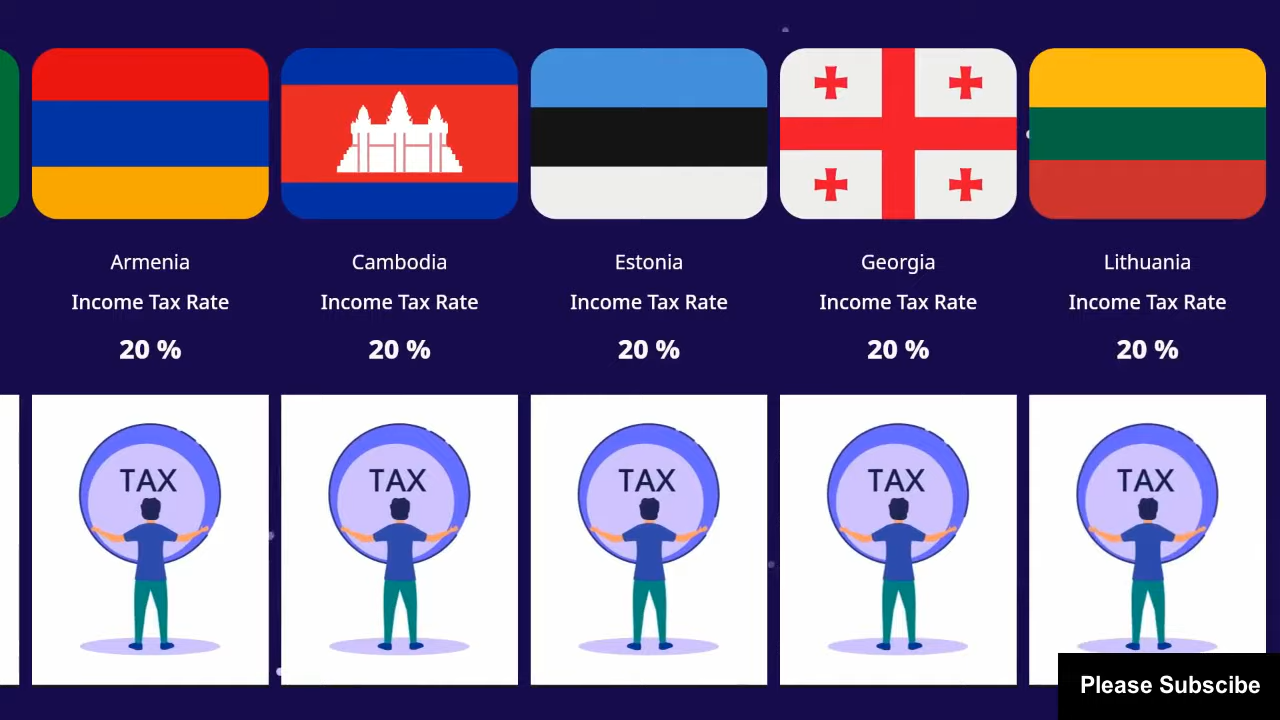 Armenia
Income Tax Rate
20 %
TAX
Cambodia
Income Tax Rate
20 %
TAX
Estonia
Income Tax Rate
20 %
TAX
Georgia
Income Tax Rate
20 %
TAX
Lithuania
Income Tax Rate
20 %
TAX
Please Subscibe